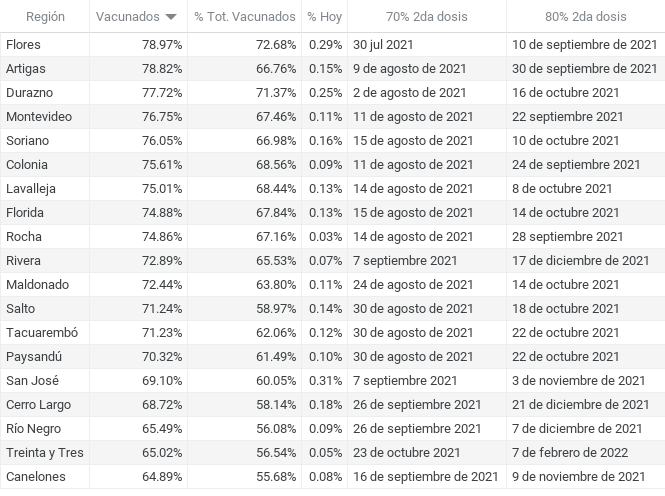 Región Vacunados % Tot. Vacunados % Hoy 70% 2da dosis 80% 2da dosis
Flores 78.97% 72.68% 0.29% 30 jul 2021 10 de septiembre de 2021
Artigas 78.82% 66.76% 0.15% 9 de agosto de 2021 30 de septiembre de 2021
Durazno 77.72% 71.37% 0.25% 2 de agosto de 2021 16 de octubre 2021
Montevideo 76.75% 67.46% 0.11% 11 de agosto de 2021 22 septiembre 2021
Soriano 76.05% 66.98% 0.16% 15 de agosto de 2021 10 de octubre 2021
Colonia 75.61% 68.56% 0.09% 11 de agosto de 2021 24 de septiembre 2021
Lavalleja 75.01% 68.44% 0.13% 14 de agosto de 2021 8 de octubre 2021
Florida 74.88% 67.84% 0.13% 15 de agosto de 2021 14 de octubre 2021
Rocha 74.86% 67.16% 0.03% 14 de agosto de 2021 28 septiembre 2021
Rivera 72.89% 65.53% 0.07% 7 septiembre 2021 17 de diciembre de 2021
Maldonado 72.44% 63.80% 0.11% 24 de agosto de 2021 14 de octubre 2021
Salto 71.24% 58.97% 0.14% 30 de agosto de 2021 18 de octubre 2021
Tacuarembó 71.23% 62.06% 0.12% 30 de agosto de 2021 22 de octubre 2021
Paysandú 70.32% 61.49% 0.10% 30 de agosto de 2021 22 de octubre 2021
San José 69.10% 60.05% 0.31% 7 septiembre 2021 3 de noviembre de 2021
Cerro Largo 68.72% 58.14% 0.18% 26 de septiembre 2021 21 de diciembre de 2021
Río Negro 65.49% 56.08% 0.09% 26 de septiembre 2021 7 de diciembre de 2021
Treinta y Tres 65.02% 56.54% 0.05% 23 de octubre 2021 7 de febrero de 2022
Canelones 64.89% 55.68% 0.08% 16 de septiembre de 2021 9 de noviembre de 2021